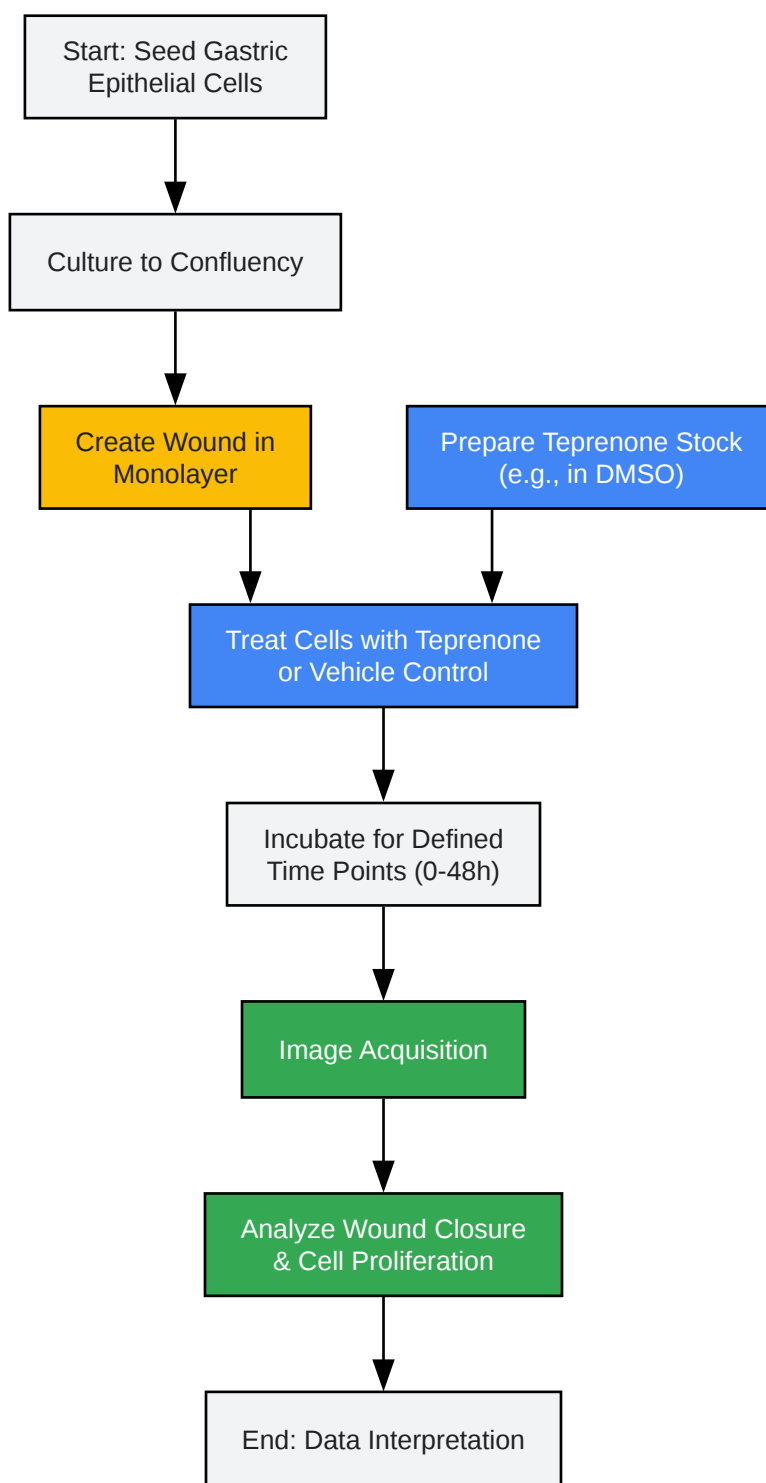 Start: Seed Gastric
Epithelial Cells
Culture to Confluency
Create Wound in
Monolayer
Prepare Teprenone Stock
(e.g., in DMSO)
Treat Cells with Teprenone
or Vehicle Control
Incubate for Defined
Time Points (0-48h)
Image Acquisition
Analyze Wound Closure
& Cell Proliferation
End: Data Interpretation